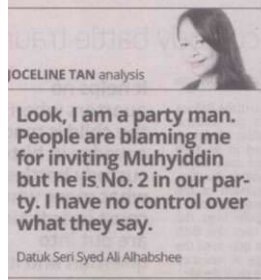 JOCELINE TAN analysis
Look, I am a party man.
People are blaming me
for inviting Muhyiddin
but he is No. 2 in our par-
ty. I have no control over
what they say.
Datuk Seri Syed Ali Alhabshee